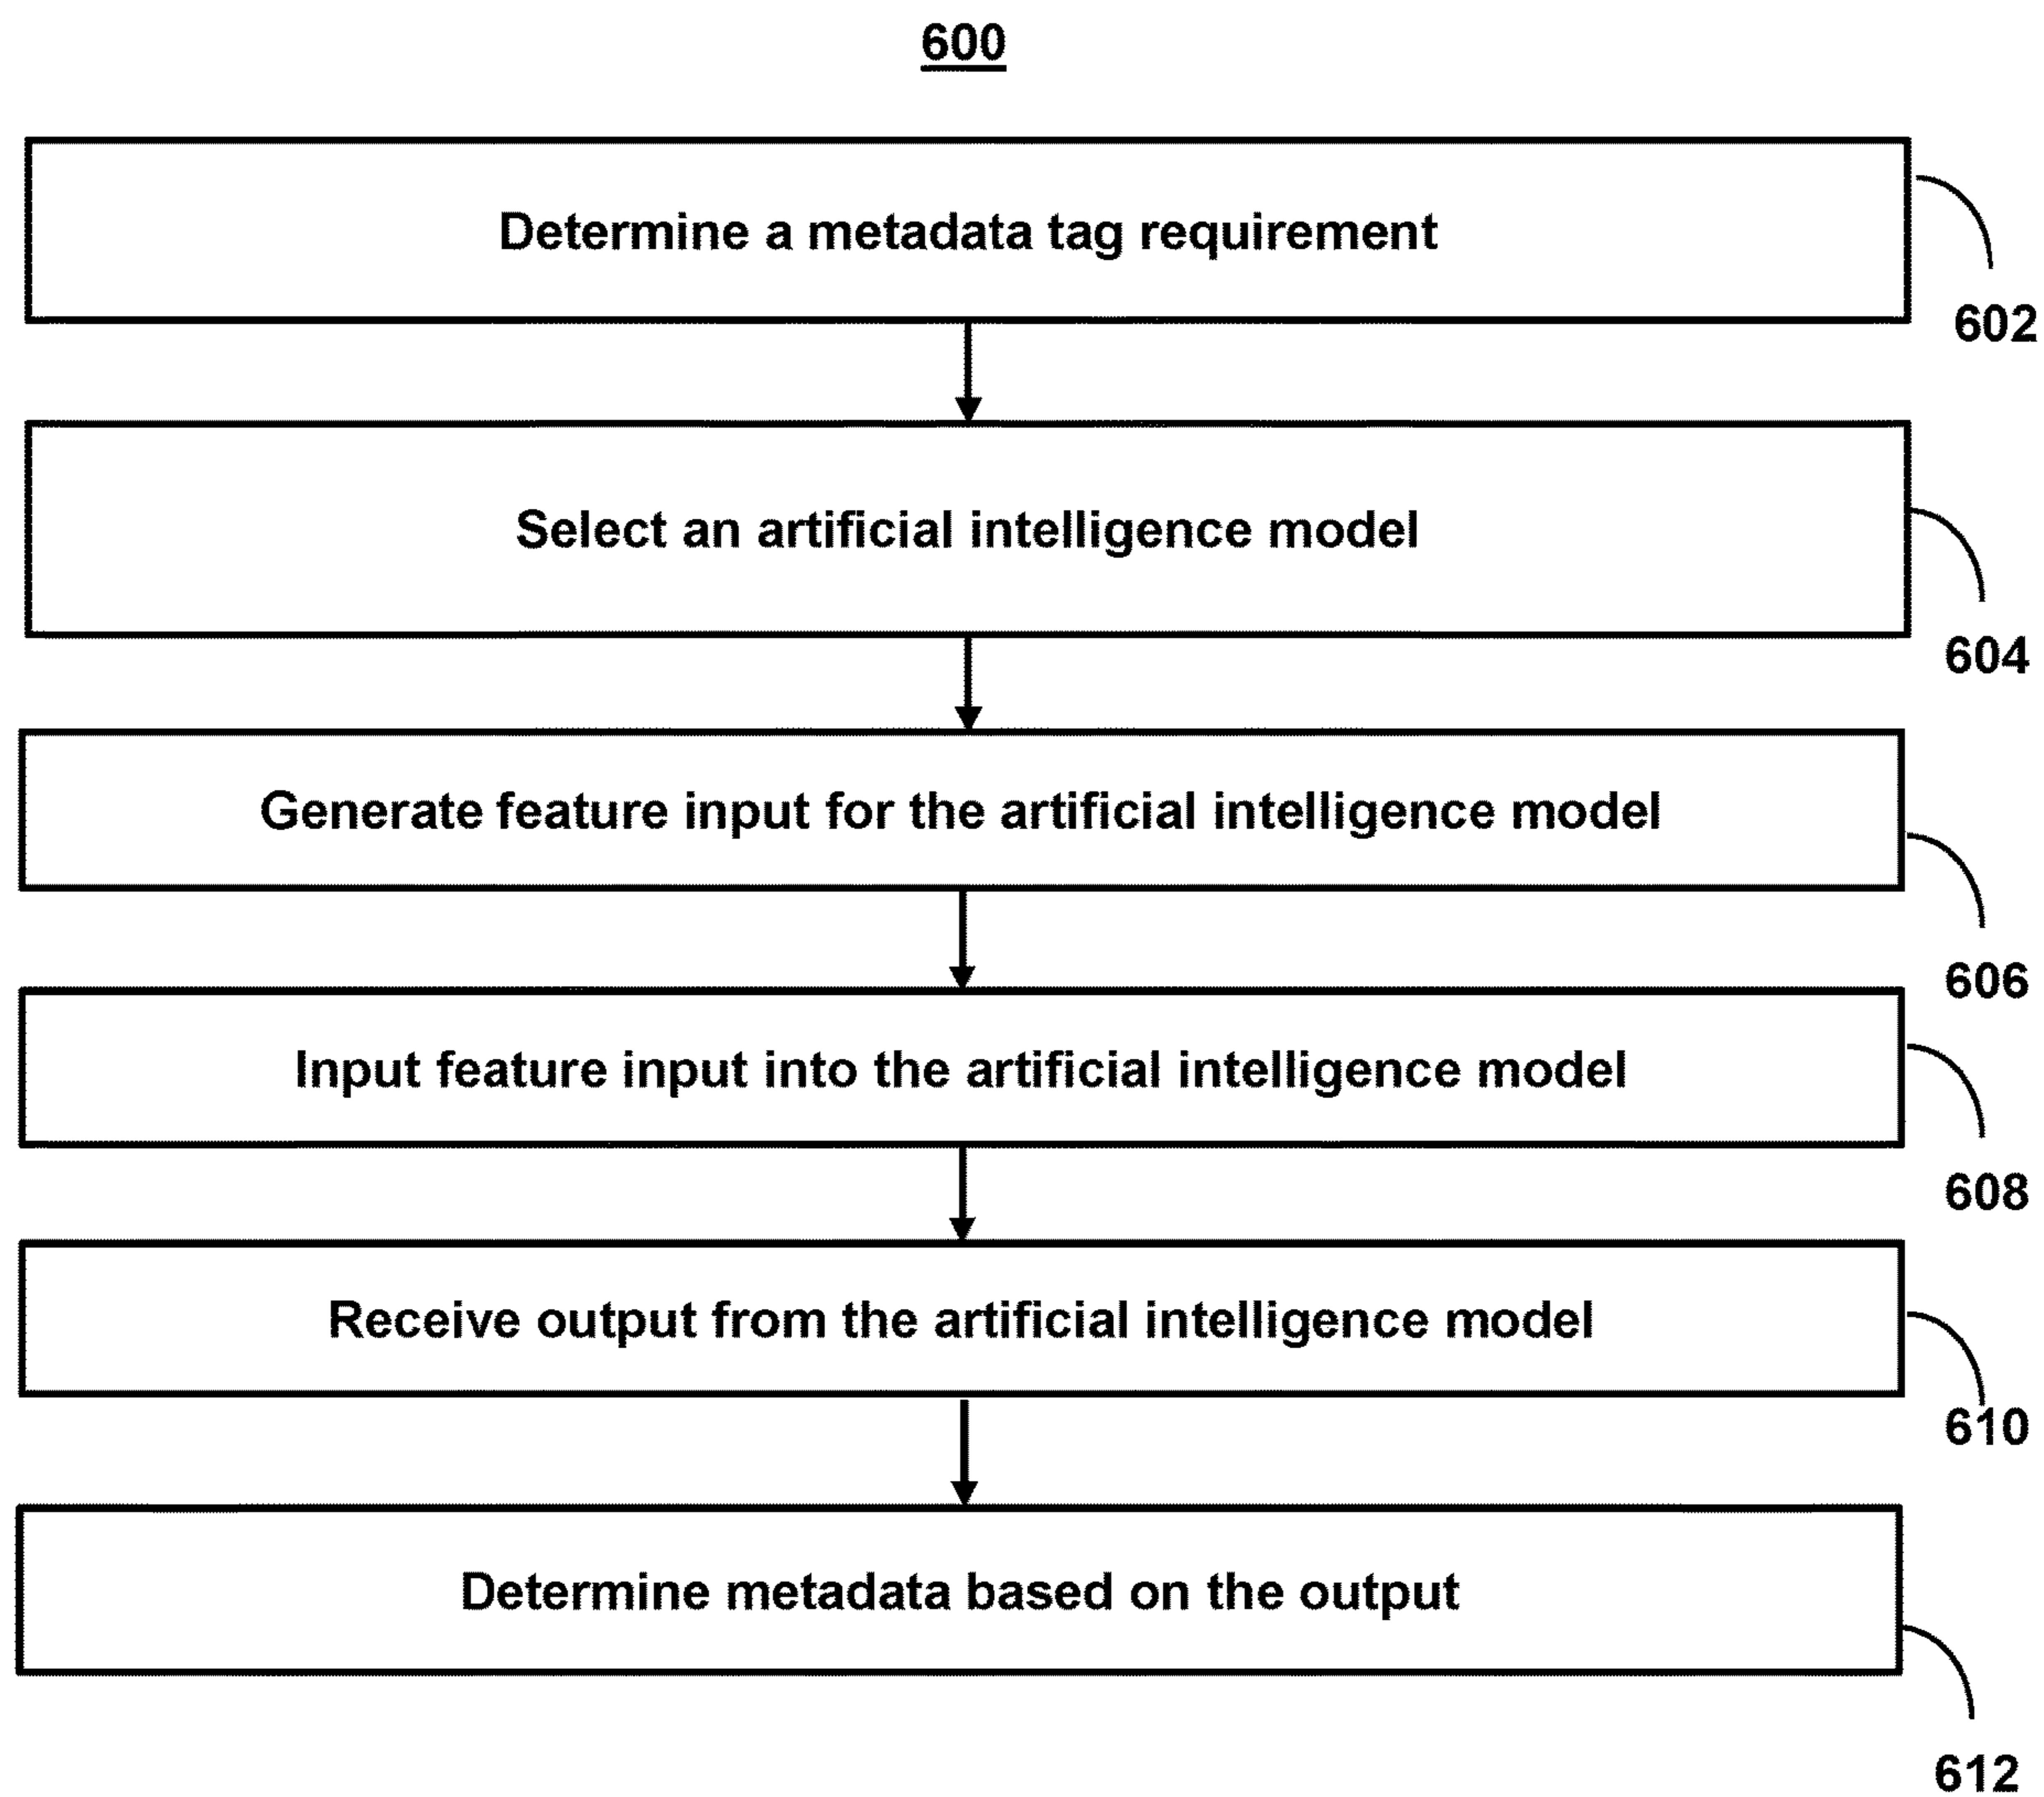 600
Determine a metadata tag requirement
602
Select an artificial intelligence model
604
Generate feature input for the artificial intelligence model
606
Input feature input into the artificial intelligence model
608
Receive output from the artificial intelligence model
610
Determine metadata based on the output
612